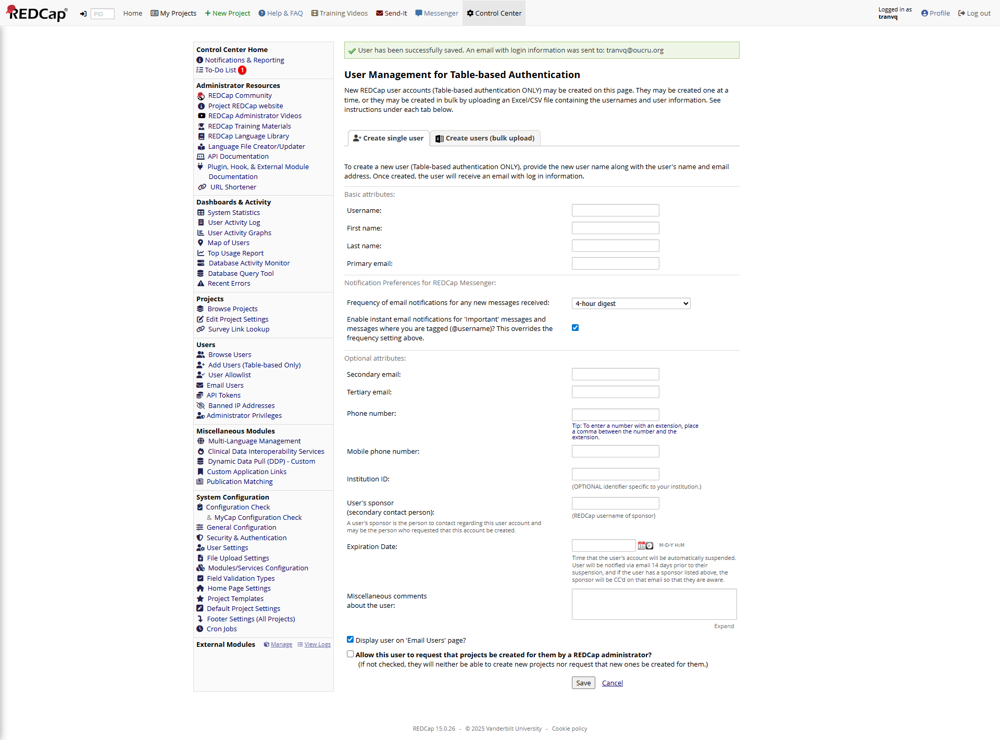 REDCap®
PID
Home
My Projects
New Project
Help & FAQ
Training Videos
Send-It
Messenger
Control Center
Logged in as
tranvq
Profile
Log out
Control Center Home
Notifications & Reporting
To-Do List 1
Administrator Resources
REDCap Community
Project REDCap website
REDCap Administrator Videos
REDCap Training Materials
REDCap Language Library
Language File Creator/Updater
API Documentation
Plugin, Hook, & External Module
Documentation
URL Shortener
Dashboards & Activity
System Statistics
User Activity Log
User Activity Graphs
Map of Users
Top Usage Report
Database Activity Monitor
Database Query Tool
Recent Errors
Projects
Browse Projects
Edit Project Settings
Survey Link Lookup
Users
Browse Users
Add Users (Table-based Only)
User Allowlist
Email Users
API Tokens
Banned IP Addresses
Administrator Privileges
Miscellaneous Modules
Multi-Language Management
Clinical Data Interoperability Services
Dynamic Data Pull (DDP) - Custom
Custom Application Links
Publication Matching
System Configuration
Configuration Check
& MyCap Configuration Check
General Configuration
Security & Authentication
User Settings
File Upload Settings
Modules/Services Configuration
Field Validation Types
Home Page Settings
Project Templates
Default Project Settings
Footer Settings (All Projects)
Cron Jobs
External Modules Manage View Logs
User has been successfully saved. An email with login information was sent to: tranvq@oucru.org
User Management for Table-based Authentication
New REDCap user accounts (Table-based authentication ONLY) may be created on this page. They may be created one at a
time, or they may be created in bulk by uploading an Excel/CSV file containing the usernames and user information. See
instructions under each tab below.
Create single user
Create users (bulk upload)
To create a new user (Table-based authentication ONLY), provide the new user name along with the user's name and email
address. Once created, the user will receive an email with log in information.
Basic attributes:
Username:
First name:
Last name:
Primary email:
Notification Preferences for REDCap Messenger:
Frequency of email notifications for any new messages received:
4-hour digest
Enable instant email notifications for 'Important' messages and
messages where you are tagged (@username)? This overrides the
frequency setting above.
Optional attributes:
Secondary email:
Tertiary email:
Phone number:
Tip: To enter a number with an extension, place
a comma between the number and the
extension.
Mobile phone number:
Institution ID:
(OPTIONAL identifier specific to your institution.)
User's sponsor
(secondary contact person):
(REDCap username of sponsor)
A user's sponsor is the person to contact regarding this user account and
may be the person who requested that this account be created.
Expiration Date:
31
M-D-Y H:M
Time that the user's account will be automatically suspended.
User will be notified via email 14 days prior to their
suspension, and if the user has a sponsor listed above, the
sponsor will be CC'd on that email so that they are aware.
Miscellaneous comments
about the user:
Expand
Display user on 'Email Users' page?
Allow this user to request that projects be created for them by a REDCap administrator?
(If not checked, they will neither be able to create new projects nor request that new ones be created for them.)
Save
Cancel
REDCap 15.0.26 - © 2025 Vanderbilt University - Cookie policy